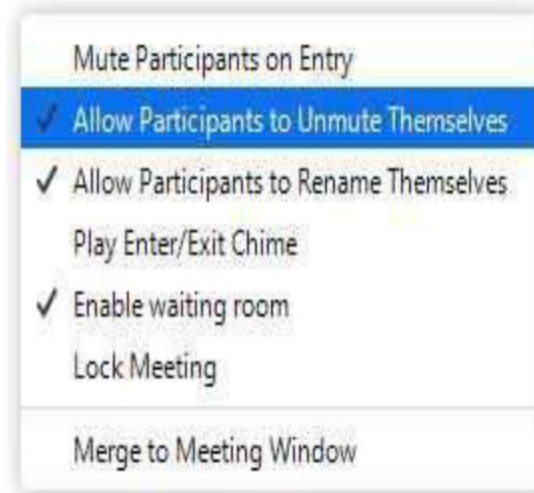 Mute Participants on Entry
✓ Allow Participants to Unmute Themselves
✓ Allow Participants to Rename Themselves
Play Enter/Exit Chime
✓ Enable waiting room
Lock Meeting
Merge to Meeting Window